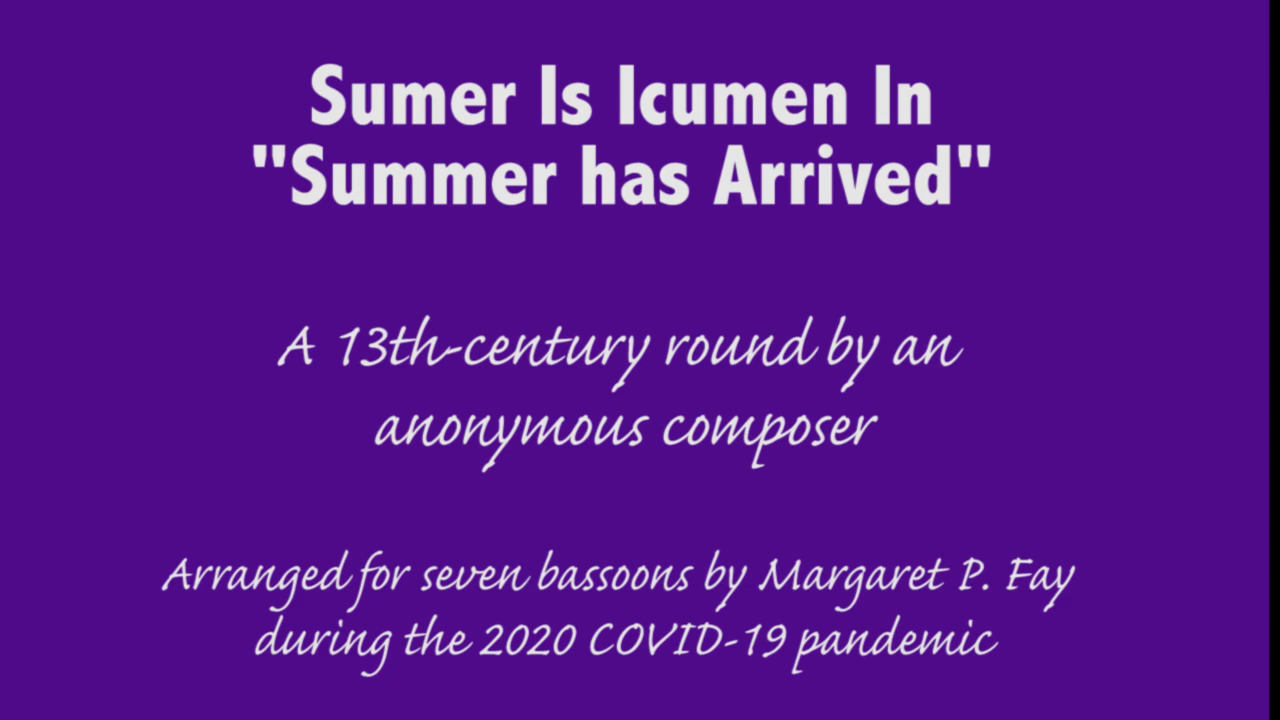 Sumer Is Icumen In
"Summer has Arrived"
A 13th-century round by an
anonymous composer
Arranged for seven bassoons by Margaret P. Fay
during the 2020 COVID-19 pandemic